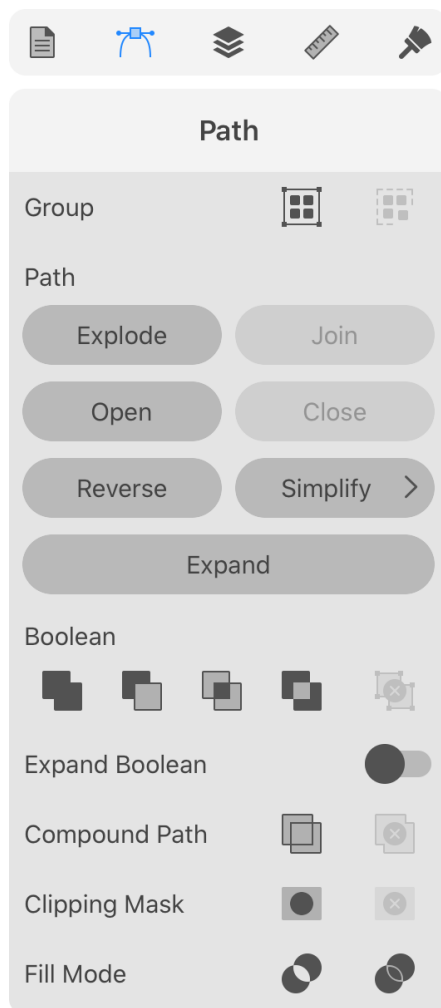 Path
Group
Path
Explode
Join
Open
Close
Reverse
Simplify
Expand
Boolean
Expand Boolean
Compound Path
Clipping Mask
Fill Mode